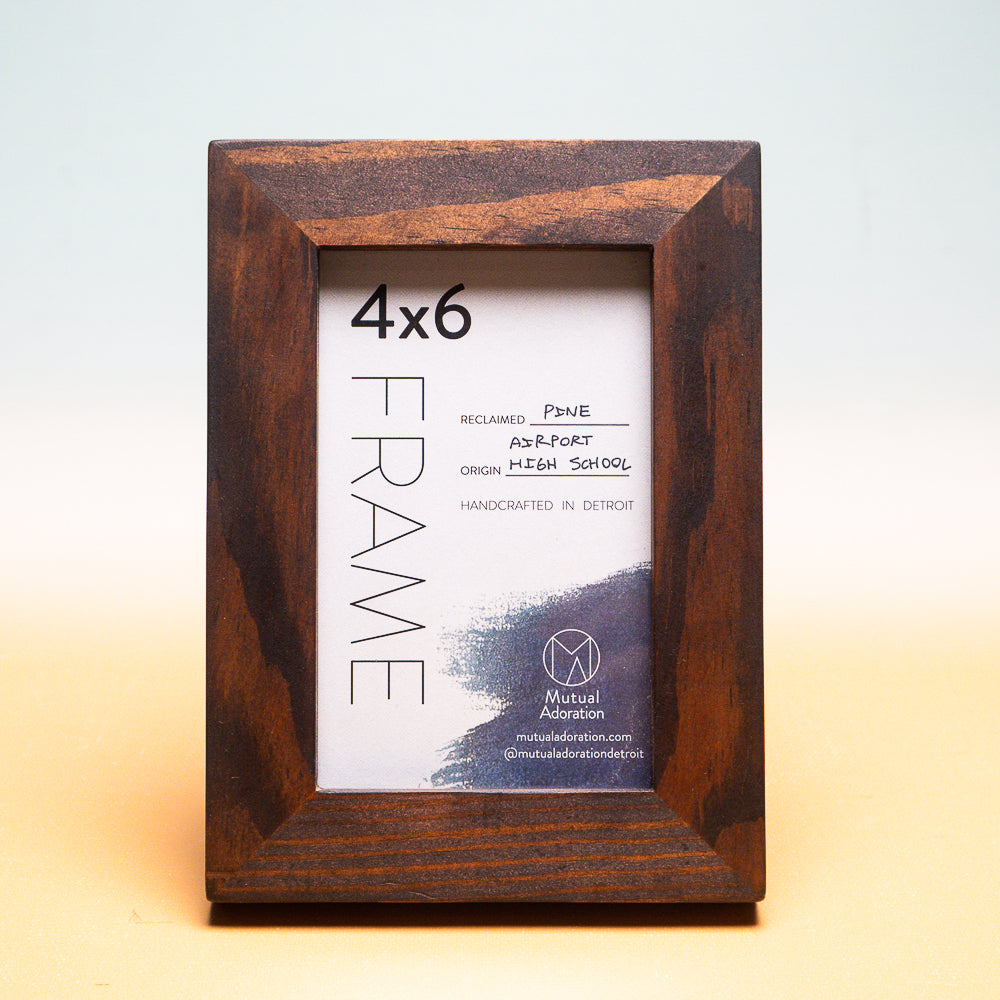 4x6
FRAME
RECLAIMED PINE
AIRPORT
ORIGIN HIGH SCHOOL
HANDCRAFTED IN DETROIT
Mutual
Adoration
mutualadoration.com
@mutualadorationdetroit